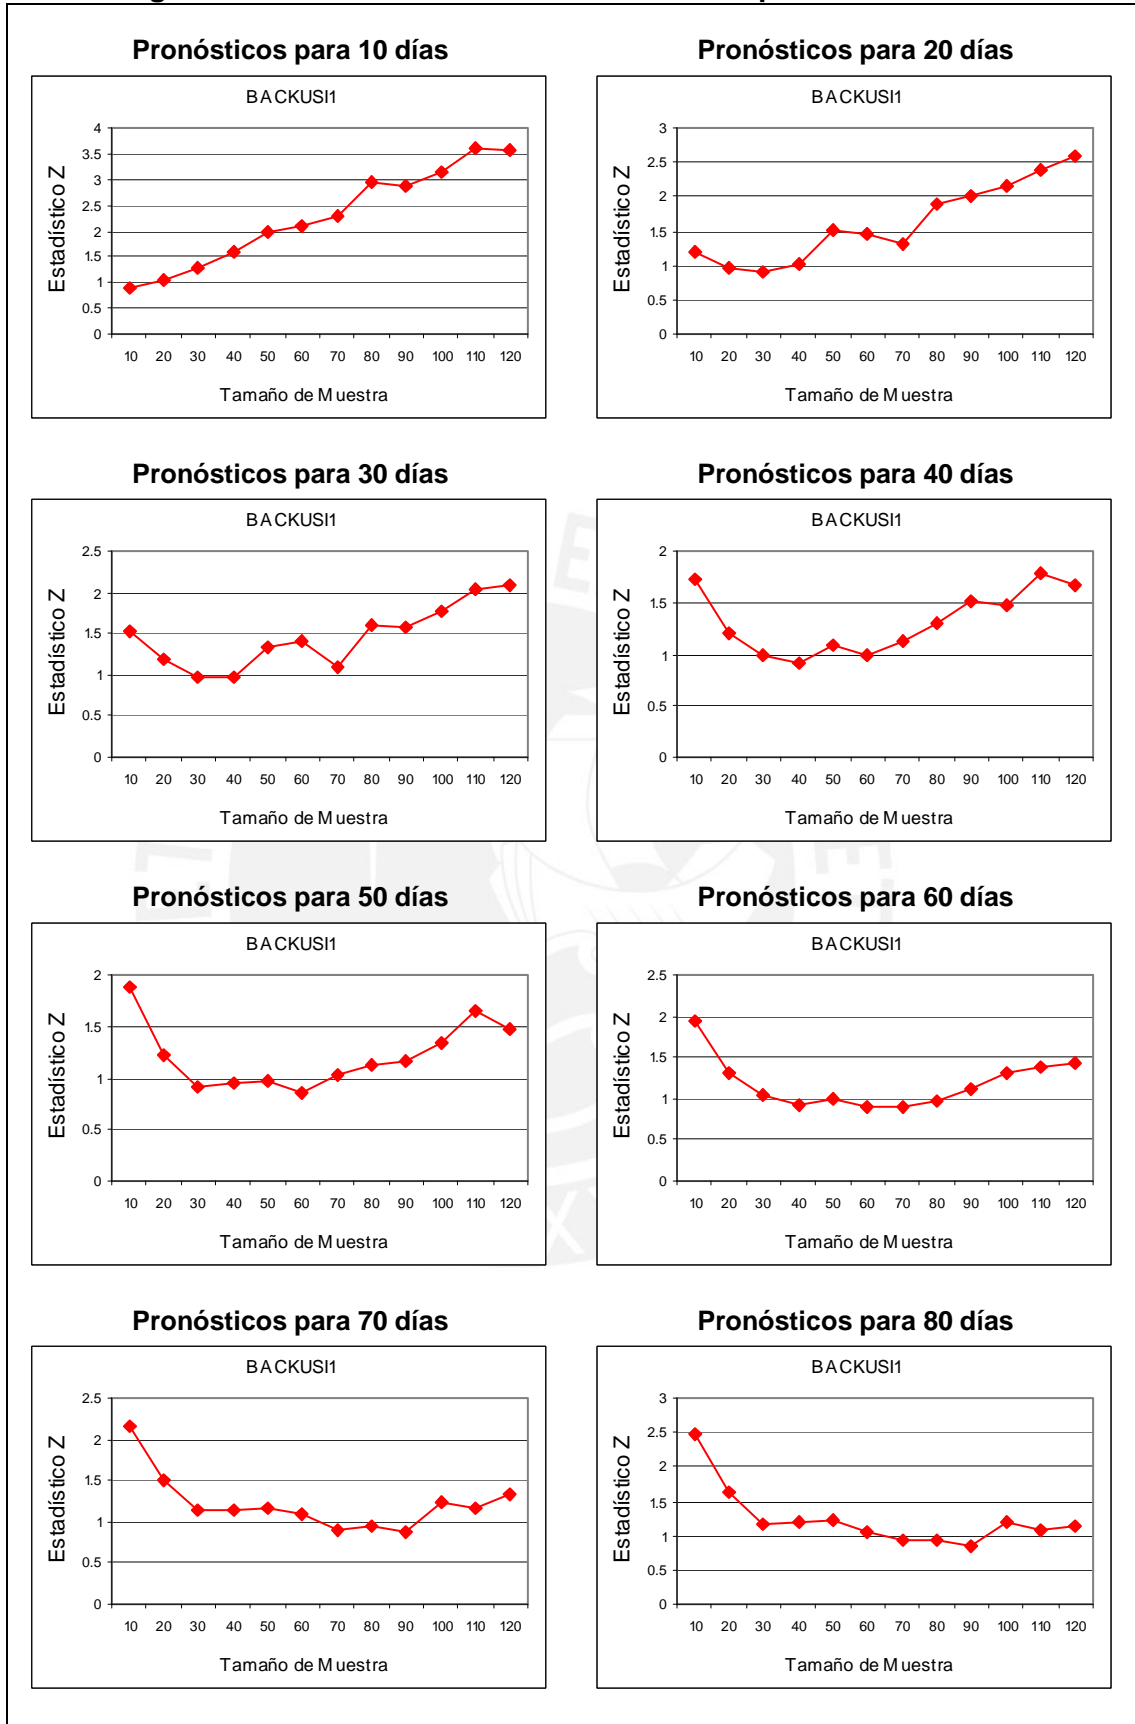 Pronósticos para 10 días
Pronósticos para 20 días
BACKUSI1
4
3.5
3
2.5
2
1.5
1
0.5
0
Estadístico Z
10 20 30 40 50 60 70 80 90 100 110 120
Tamaño de Muestra
BACKUSI1
3
2.5
2
1.5
1
0.5
0
Estadístico Z
10 20 30 40 50 60 70 80 90 100 110 120
Tamaño de Muestra
Pronósticos para 30 días
Pronósticos para 40 días
BACKUSI1
2.5
2
1.5
1
0.5
0
Estadístico Z
10 20 30 40 50 60 70 80 90 100 110 120
Tamaño de Muestra
BACKUSI1
2
1.5
1
0.5
0
Estadístico Z
10 20 30 40 50 60 70 80 90 100 110 120
Tamaño de Muestra
Pronósticos para 50 días
Pronósticos para 60 días
BACKUSI1
2
1.5
1
0.5
0
Estadístico Z
10 20 30 40 50 60 70 80 90 100 110 120
Tamaño de Muestra
BACKUSI1
2.5
2
1.5
1
0.5
0
Estadístico Z
10 20 30 40 50 60 70 80 90 100 110 120
Tamaño de Muestra
Pronósticos para 70 días
Pronósticos para 80 días
BACKUSI1
2.5
2
1.5
1
0.5
0
Estadístico Z
10 20 30 40 50 60 70 80 90 100 110 120
Tamaño de Muestra
BACKUSI1
3
2.5
2
1.5
1
0.5
0
Estadístico Z
10 20 30 40 50 60 70 80 90 100 110 120
Tamaño de Muestra